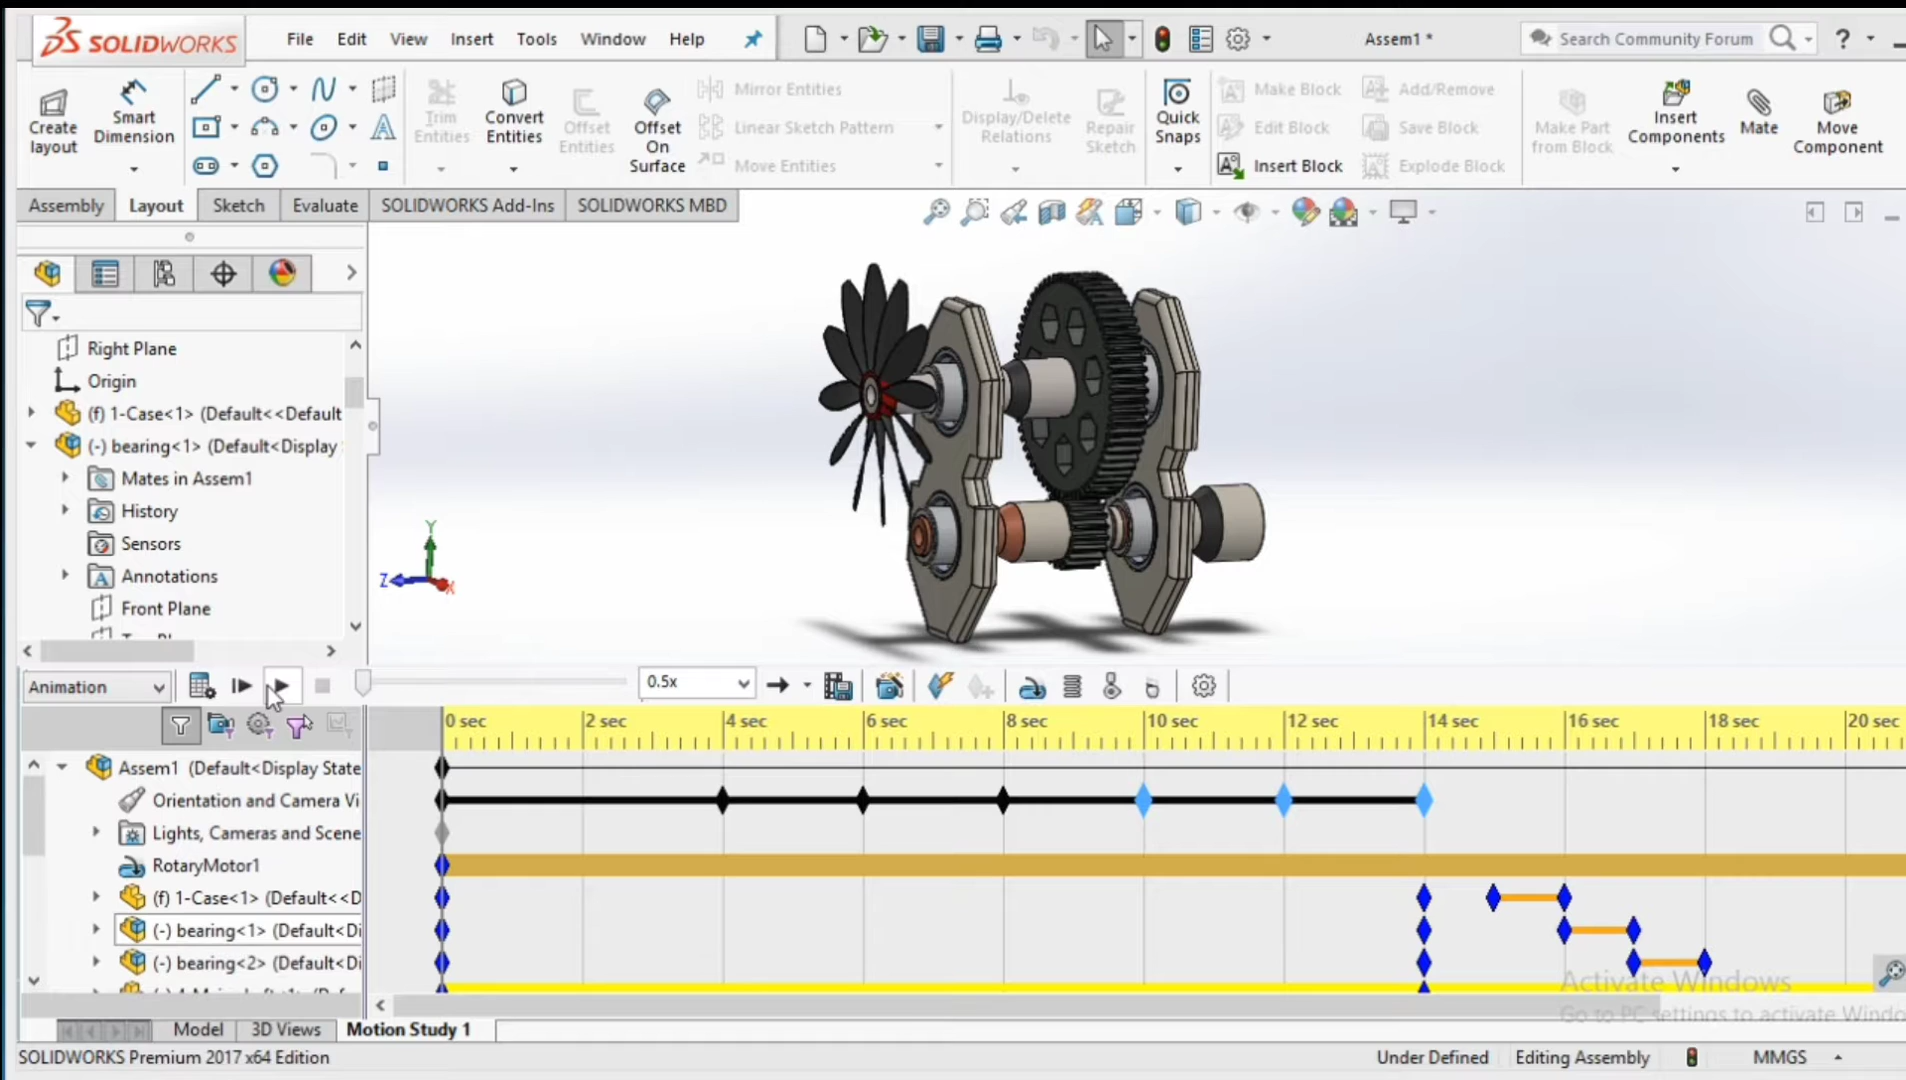 SOLIDWORKS File Edit View Insert Tools Window Help Assem1 * Search Community Forum ?
Create layout
Smart Dimension
Trim Entities
Convert Entities
Offset Entities
Offset On Surface
Mirror Entities
Linear Sketch Pattern
Move Entities
Display/Delete Relations
Repair Sketch
Quick Snaps
Make Block
Edit Block
Insert Block
Add/Remove
Save Block
Explode Block
Make Part from Block
Insert Components
Mate
Move Component
Assembly Layout Sketch Evaluate SOLIDWORKS Add-Ins SOLIDWORKS MBD
Right Plane
Origin
(f) 1-Case<1> (Default<<Default
(-) bearing<1> (Default<Display
Mates in Assem1
History
Sensors
Annotations
Front Plane
Y
Z
X
Animation 0.5x
0 sec 2 sec 4 sec 6 sec 8 sec 10 sec 12 sec 14 sec 16 sec 18 sec 20 sec
Assem1 (Default<Display State
Orientation and Camera Vi
Lights, Cameras and Scene
RotaryMotor1
(f) 1-Case<1> (Default<<D
(-) bearing<1> (Default<Di
(-) bearing<2> (Default<Di
Activate Windows
Go to PC settings to activate Windo
Model 3D Views Motion Study 1
SOLIDWORKS Premium 2017 x64 Edition Under Defined Editing Assembly MMGS